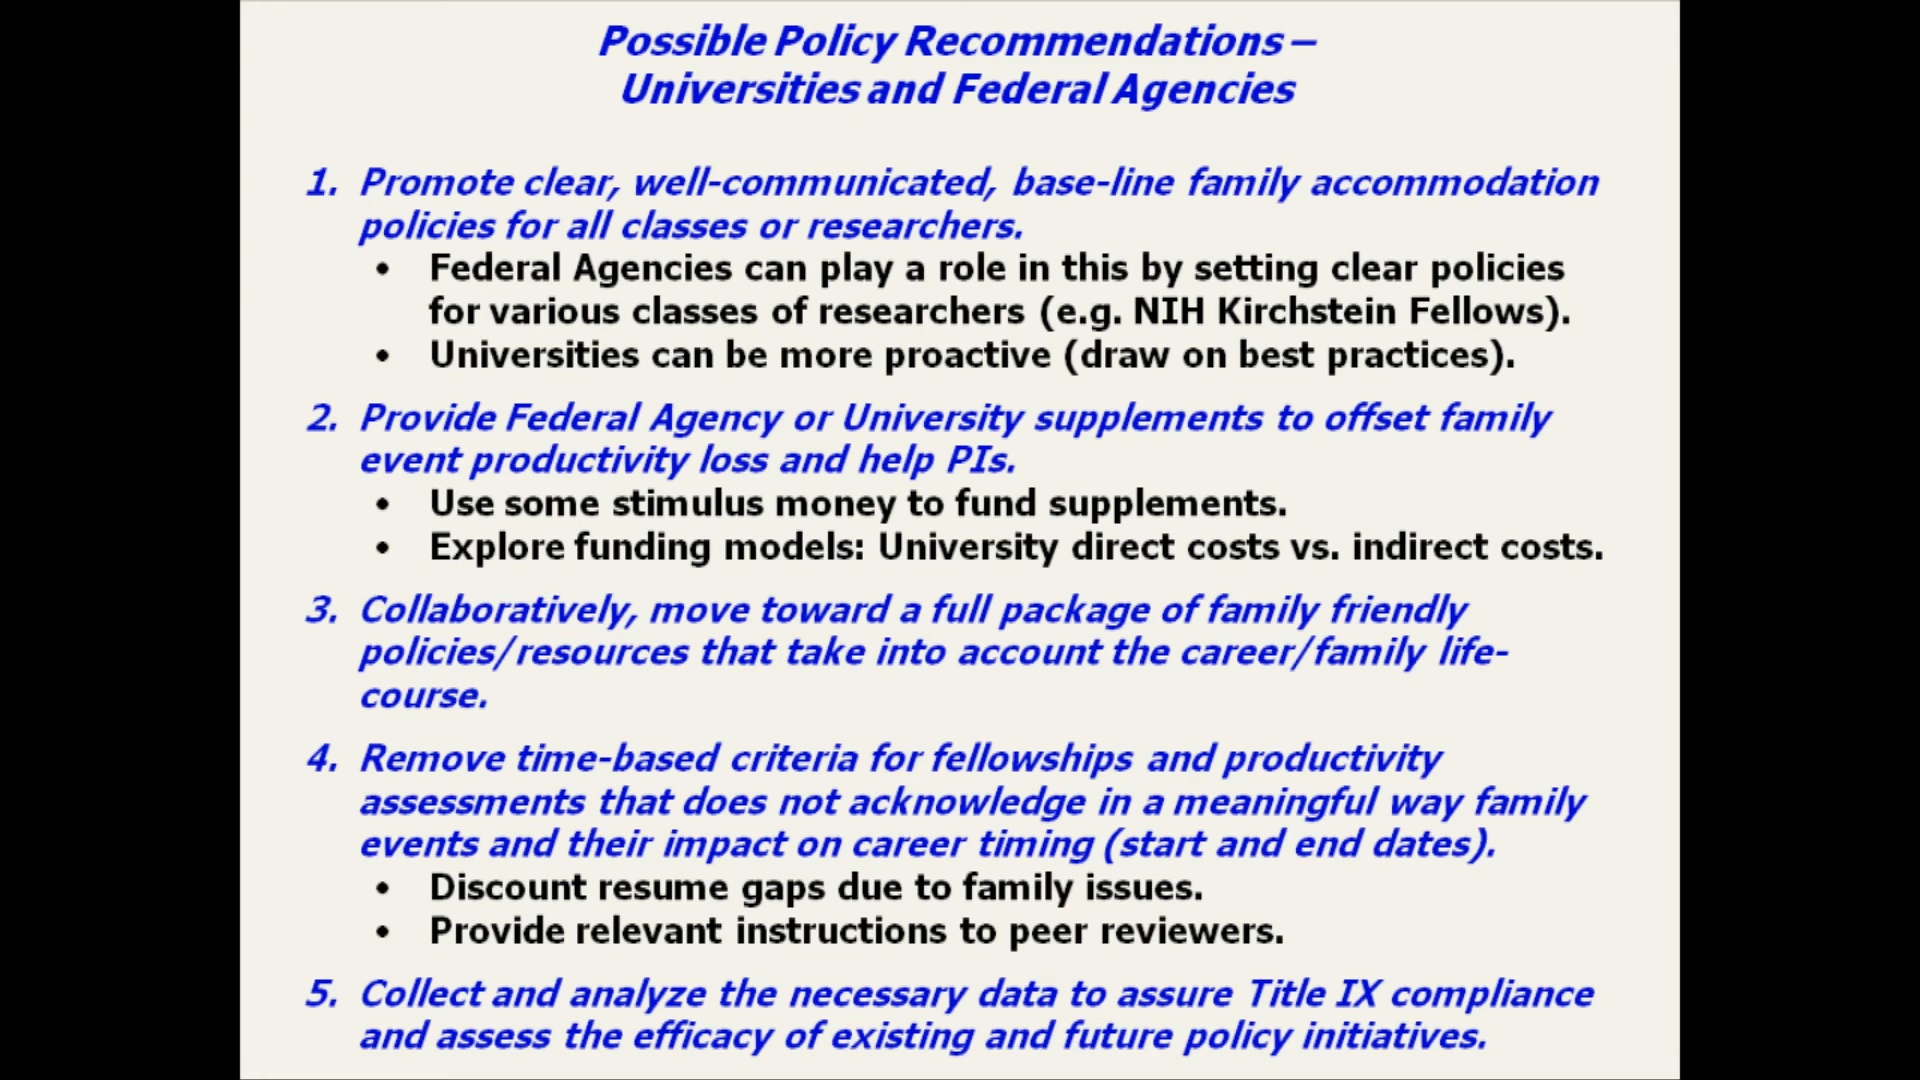 Possible Policy Recommendations –
Universities and Federal Agencies
1. Promote clear, well-communicated, base-line family accommodation
policies for all classes or researchers.
• Federal Agencies can play a role in this by setting clear policies
for various classes of researchers (e.g. NIH Kirchstein Fellows).
• Universities can be more proactive (draw on best practices).
2. Provide Federal Agency or University supplements to offset family
event productivity loss and help PIs.
• Use some stimulus money to fund supplements.
• Explore funding models: University direct costs vs. indirect costs.
3. Collaboratively, move toward a full package of family friendly
policies/resources that take into account the career/family life-
course.
4. Remove time-based criteria for fellowships and productivity
assessments that does not acknowledge in a meaningful way family
events and their impact on career timing (start and end dates).
• Discount resume gaps due to family issues.
• Provide relevant instructions to peer reviewers.
5. Collect and analyze the necessary data to assure Title IX compliance
and assess the efficacy of existing and future policy initiatives.